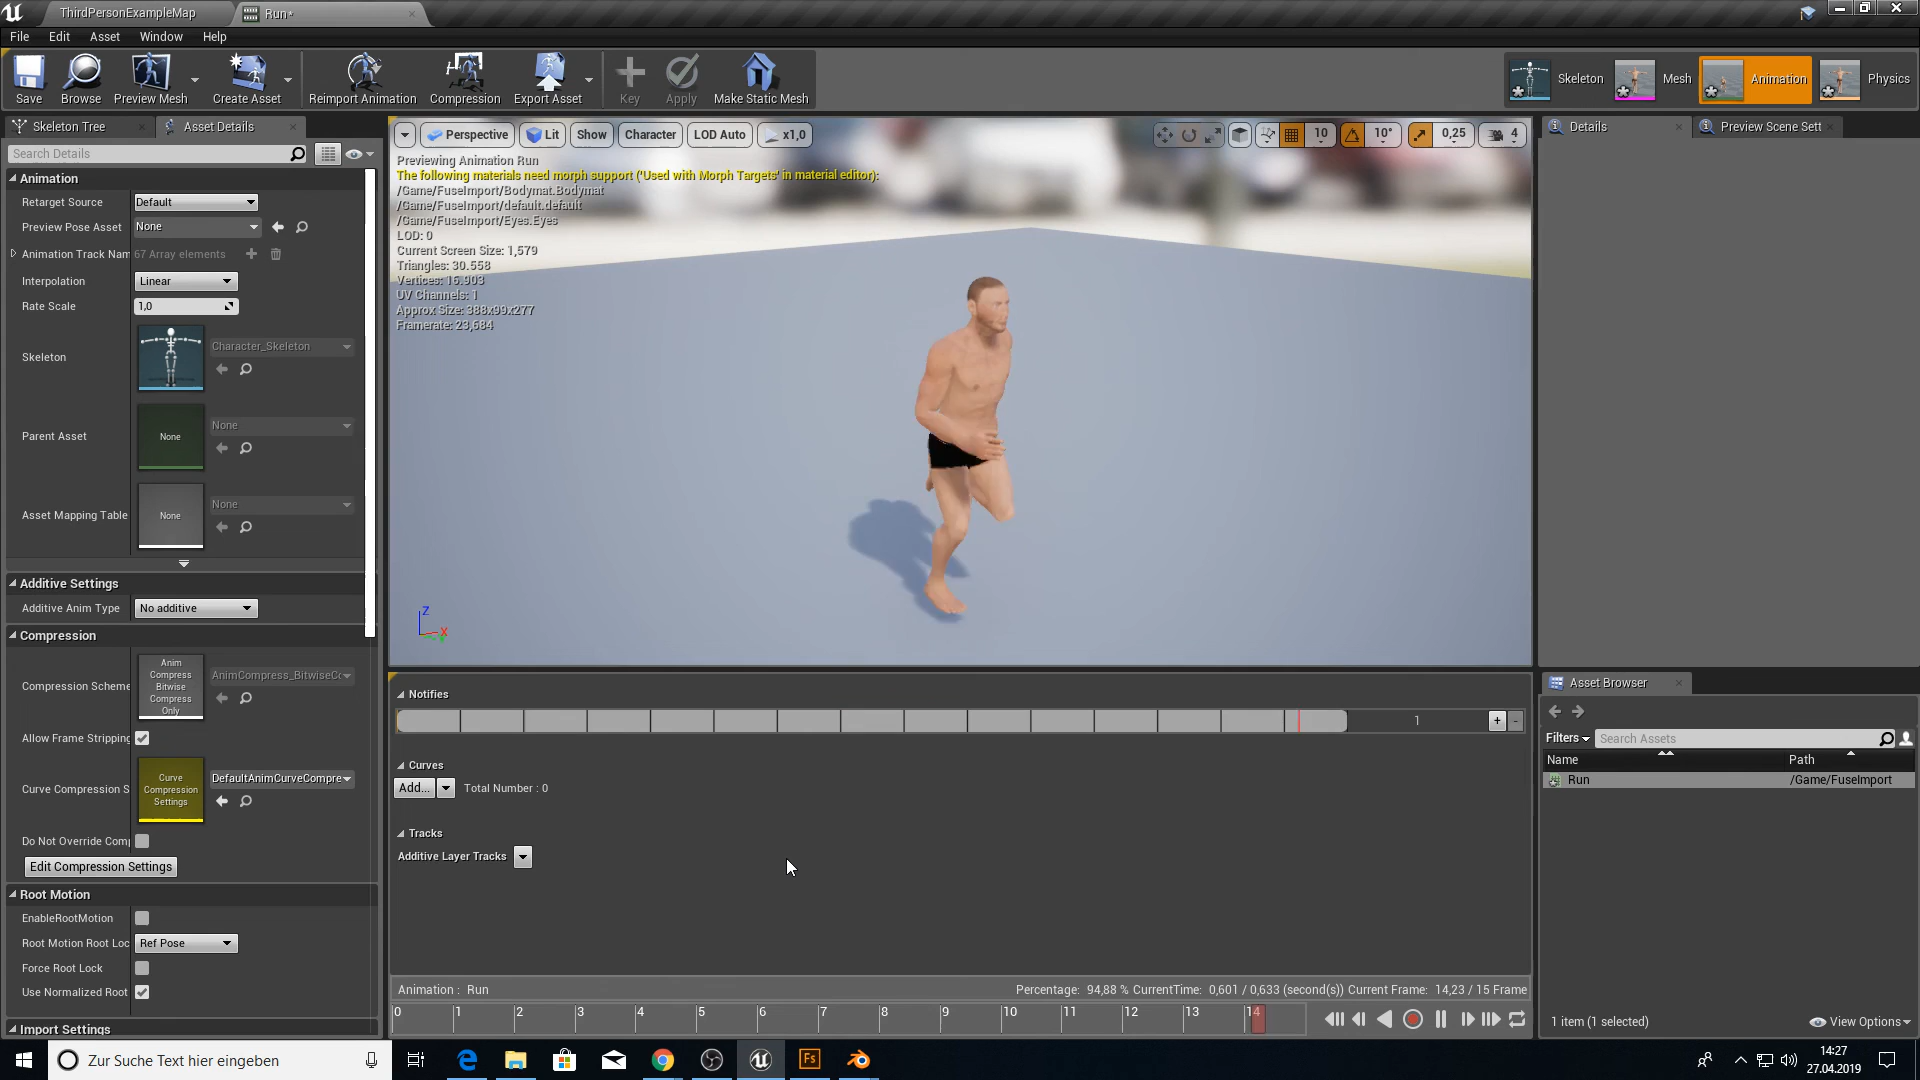 ThirdPersonExampleMap
Run*
File Edit Asset Window Help
Save
Browse
Preview Mesh
Create Asset
Reimport Animation
Compression
Export Asset
Key
Apply
Make Static Mesh
Skeleton
Mesh
Animation
Physics
Skeleton Tree
Asset Details
Search Details
Animation
Retarget Source Default
Preview Pose Asset None
Animation Track Nam 67 Array elements
Interpolation Linear
Rate Scale 1,0
Skeleton Character_Skeleton
Parent Asset None None
Asset Mapping Table None None
Additive Settings
Additive Anim Type No additive
Compression
Compression Scheme
Anim
Compress
Bitwise
Compress
Only
AnimCompress_BitwiseCc
Allow Frame Stripping
Curve Compression S
Curve
Compression
Settings
DefaultAnimCurveCompre
Do Not Override Comp
Edit Compression Settings
Root Motion
EnableRootMotion
Root Motion Root Loc Ref Pose
Force Root Lock
Use Normalized Root
Import Settings
Perspective Lit Show Character LOD Auto x1,0
10 10° 0,25 4
Previewing Animation Run
The following materials need morph support ('Used with Morph Targets' in material editor):
/Game/FuseImport/Bodymat.Bodymat
/Game/FuseImport/default.default
/Game/FuseImport/Eyes.Eyes
LOD: 0
Current Screen Size: 1,579
Triangles: 30.558
Vertices: 16.903
UV Channels: 1
Approx Size: 388x99x277
Framerate: 23,684
Z
X
Notifies
1 + -
Curves
Add... Total Number : 0
Tracks
Additive Layer Tracks
Animation : Run
Percentage: 94,88 % CurrentTime: 0,601 / 0,633 (second(s)) Current Frame: 14,23 / 15 Frame
0 1 2 3 4 5 6 7 8 9 10 11 12 13 14
Details
Preview Scene Sett
Asset Browser
Filters Search Assets
Name Path
Run /Game/FuseImport
1 item (1 selected)
View Options
Zur Suche Text hier eingeben
Fs
14:27
27.04.2019